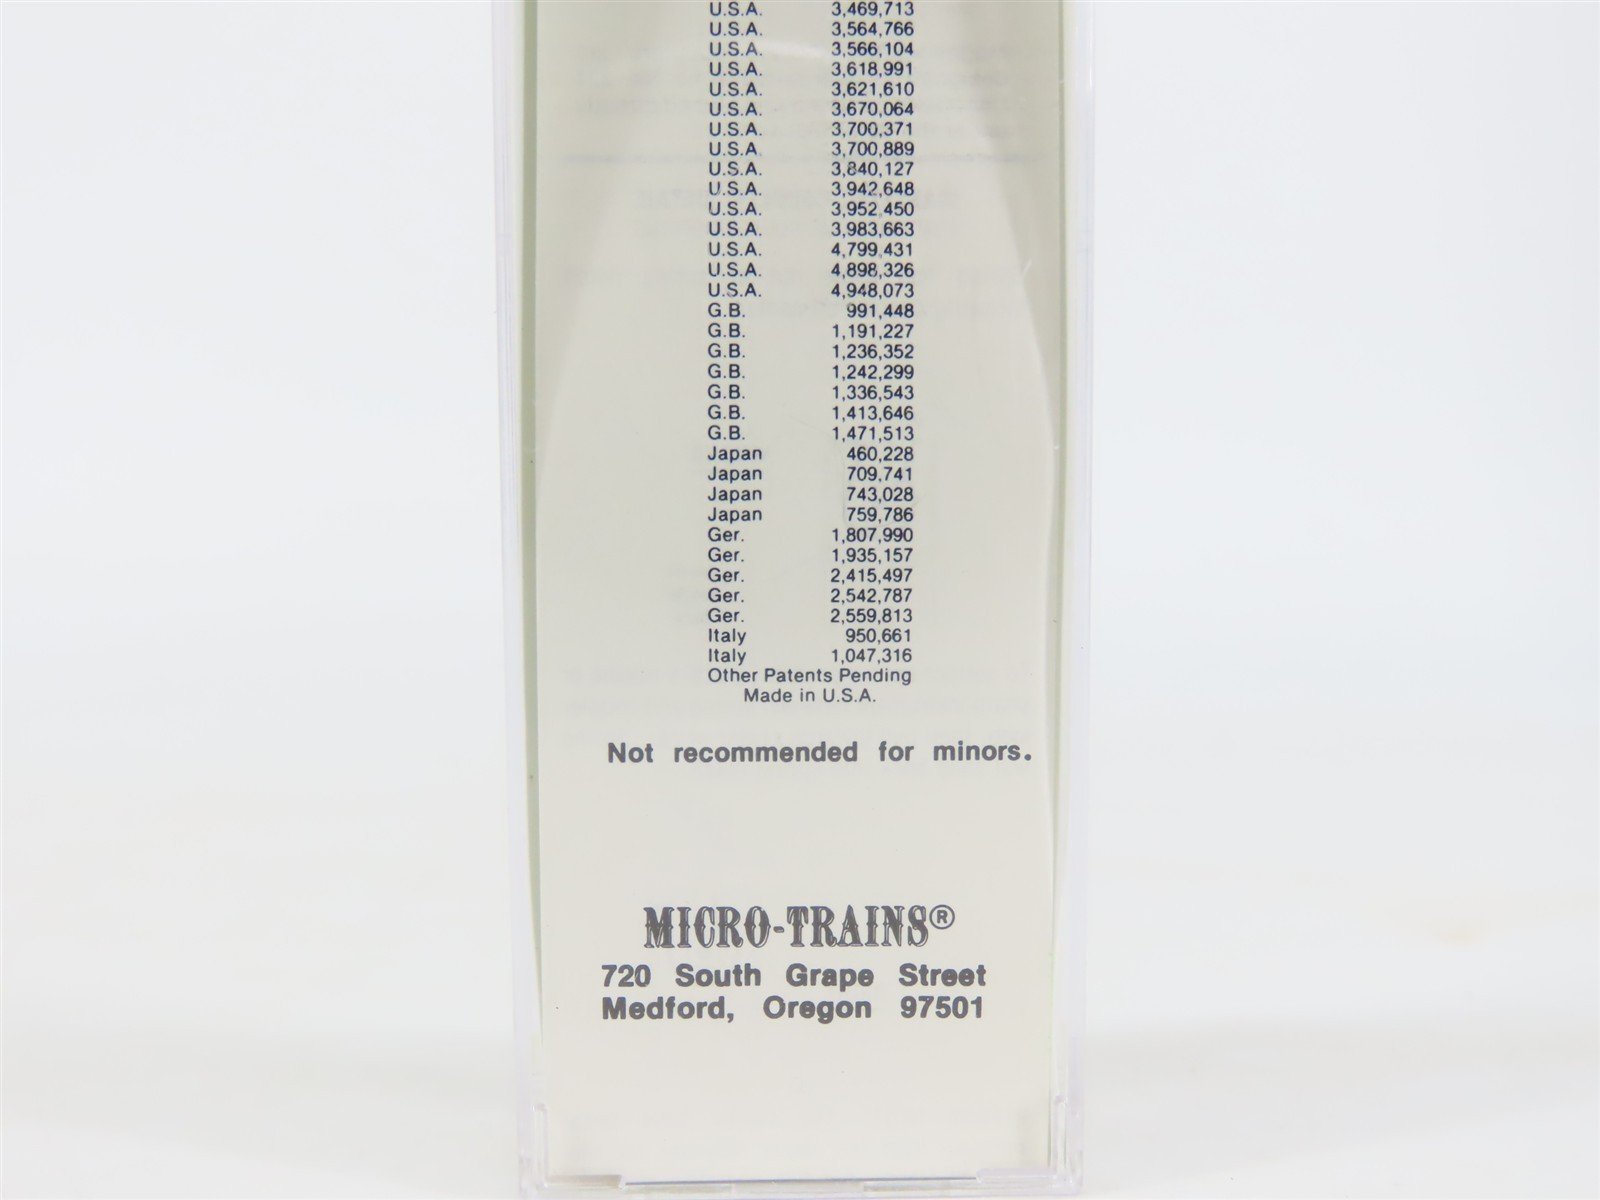 U.S.A. 3,469,713
U.S.A. 3,564,766
U.S.A. 3,566,104
U.S.A. 3,618,991
U.S.A. 3,621,610
U.S.A. 3,670,064
U.S.A. 3,700,371
U.S.A. 3,700,889
U.S.A. 3,840,127
U.S.A. 3,942,648
U.S.A. 3,952,450
U.S.A. 3,983,663
U.S.A. 4,799,431
U.S.A. 4,898,326
U.S.A. 4,948,073
G.B. 991,448
G.B. 1,191,227
G.B. 1,236,352
G.B. 1,242,299
G.B. 1,336,543
G.B. 1,413,646
G.B. 1,471,513
Japan 460,228
Japan 709,741
Japan 743,028
Japan 759,786
Ger. 1,807,990
Ger. 1,935,157
Ger. 2,415,497
Ger. 2,542,787
Ger. 2,559,813
Italy 950,661
Italy 1,047,316
Other Patents Pending
Made in U.S.A.
Not recommended for minors.
MICRO-TRAINS®
720 South Grape Street
Medford, Oregon 97501